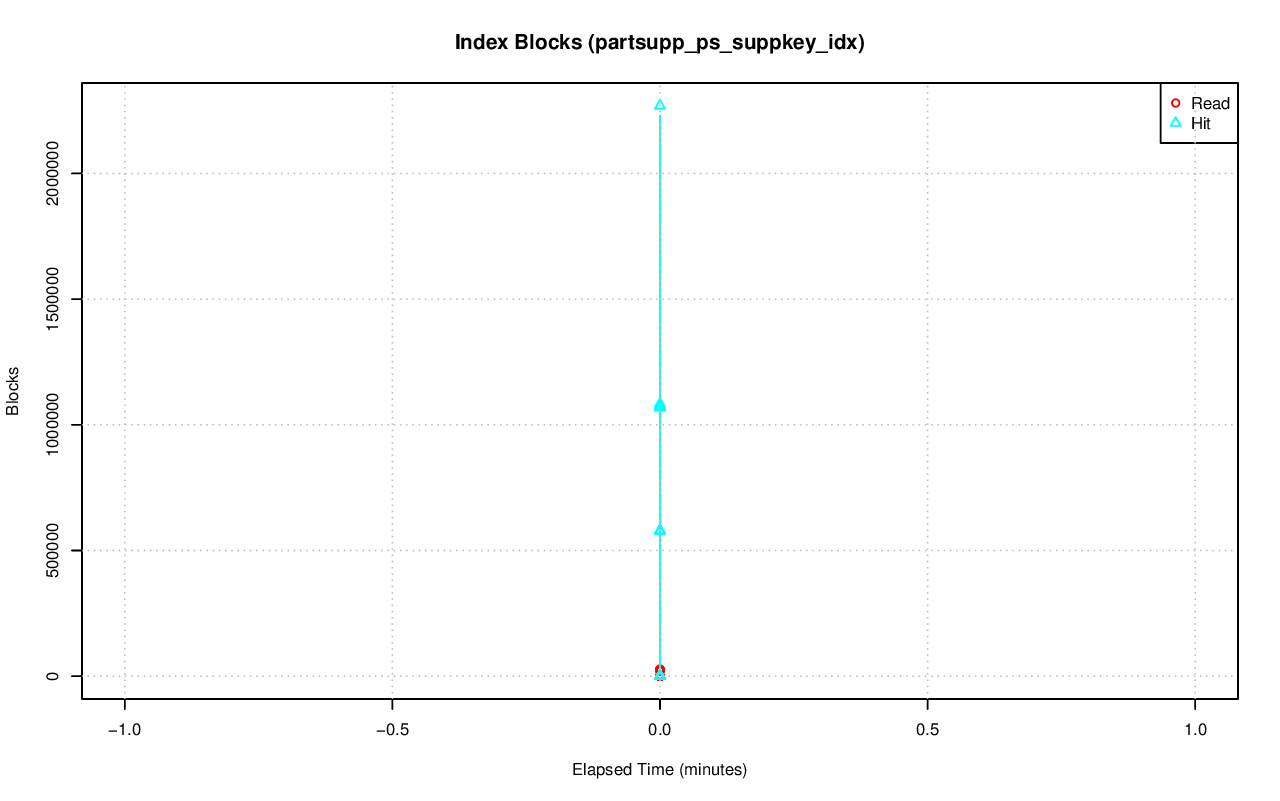 Index Blocks (partsupp_ps_suppkey_idx)
Read
Hit
Blocks
2000000
1500000
1000000
500000
0
−1.0
−0.5
0.0
0.5
1.0
Elapsed Time (minutes)